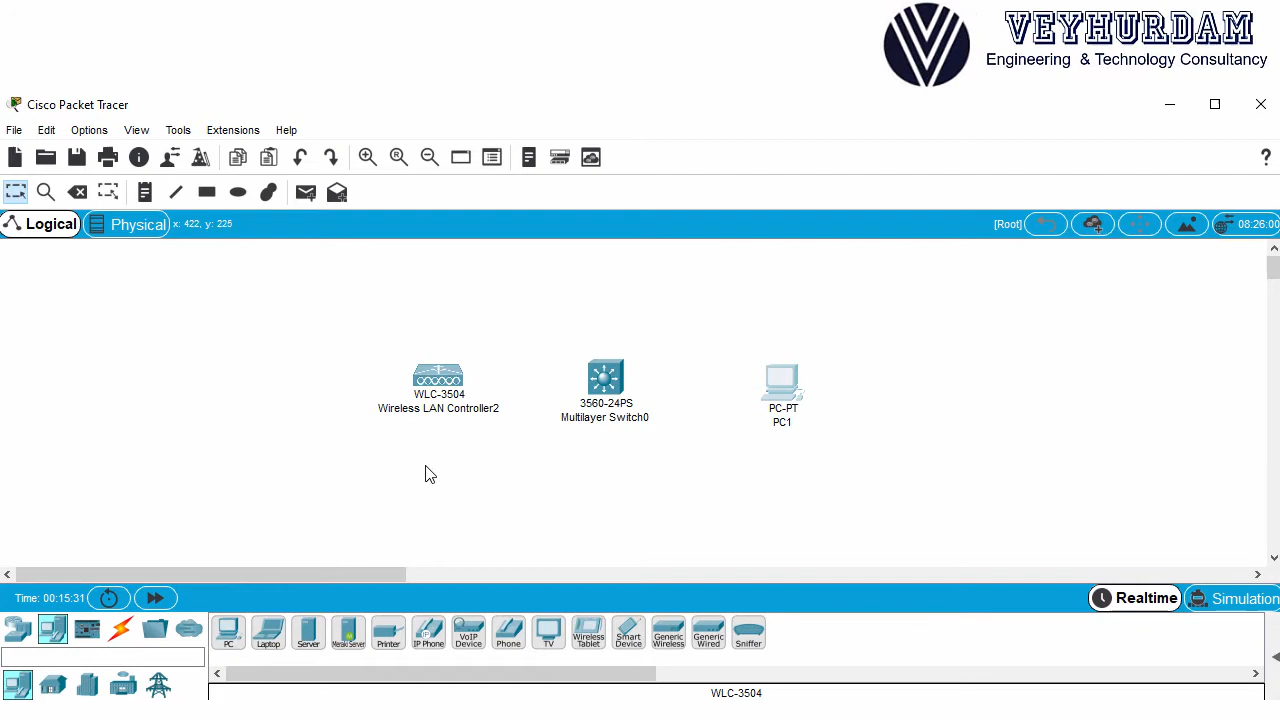 VEYHURDAM
Engineering & Technology Consultancy
Cisco Packet Tracer
File Edit Options View Tools Extensions Help
?
Logical Physical x: 422, y: 225 [Root] 08:26:00
WLC-3504
Wireless LAN Controller2
3560-24PS
Multilayer Switch0
PC-PT
PC1
Time: 00:15:31 Realtime Simulation
PC Laptop Server Meraki Server Printer IP Phone VoIP Device Phone TV Wireless Tablet Smart Device Generic Wireless Generic Wired Sniffer
WLC-3504